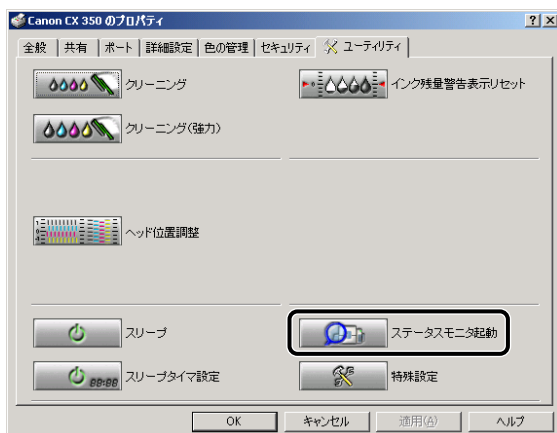 Canon CX 350 のプロパティ
全般 共有 ポート 詳細設定 色の管理 セキュリティ ユーティリティ
クリーニング インク残量警告表示リセット
クリーニング(強力)
ヘッド位置調整
スリープ ステータスモニタ起動
スリープタイマ設定 特殊設定
OK キャンセル 適用(A) ヘルプ